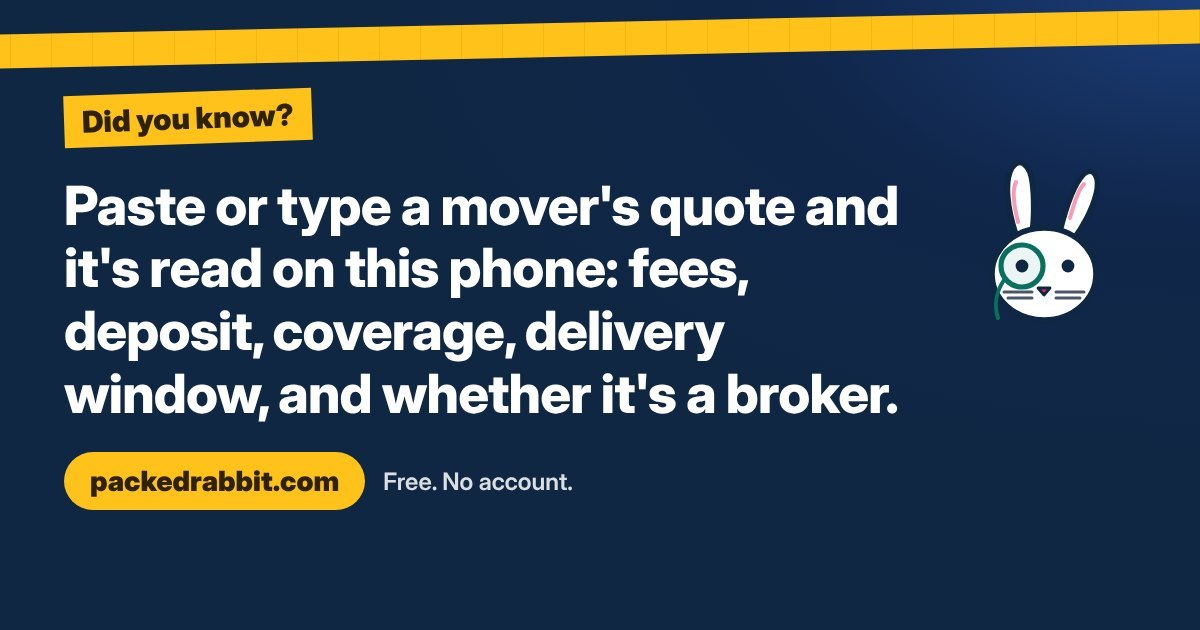 Did you know?
Paste or type a mover's quote and
it's read on this phone: fees,
deposit, coverage, delivery
window, and whether it's a broker.
packedrabbit.com
Free. No account.